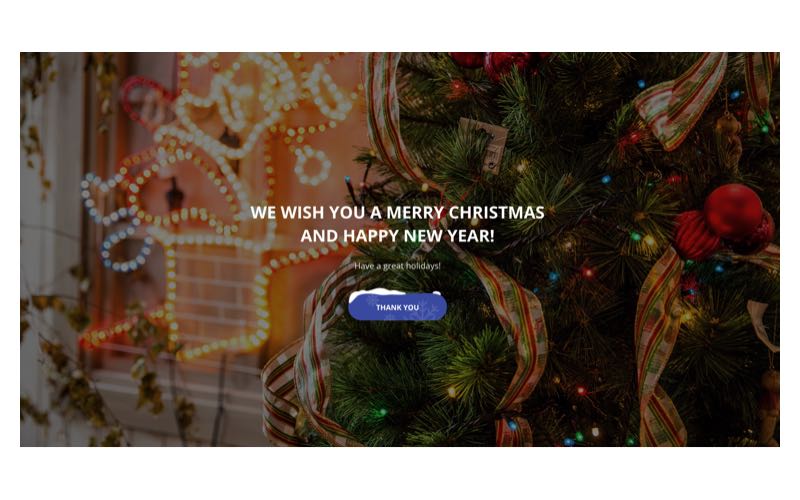 WE WISH YOU A MERRY CHRISTMAS
AND HAPPY NEW YEAR!
Have a great holidays!
THANK YOU